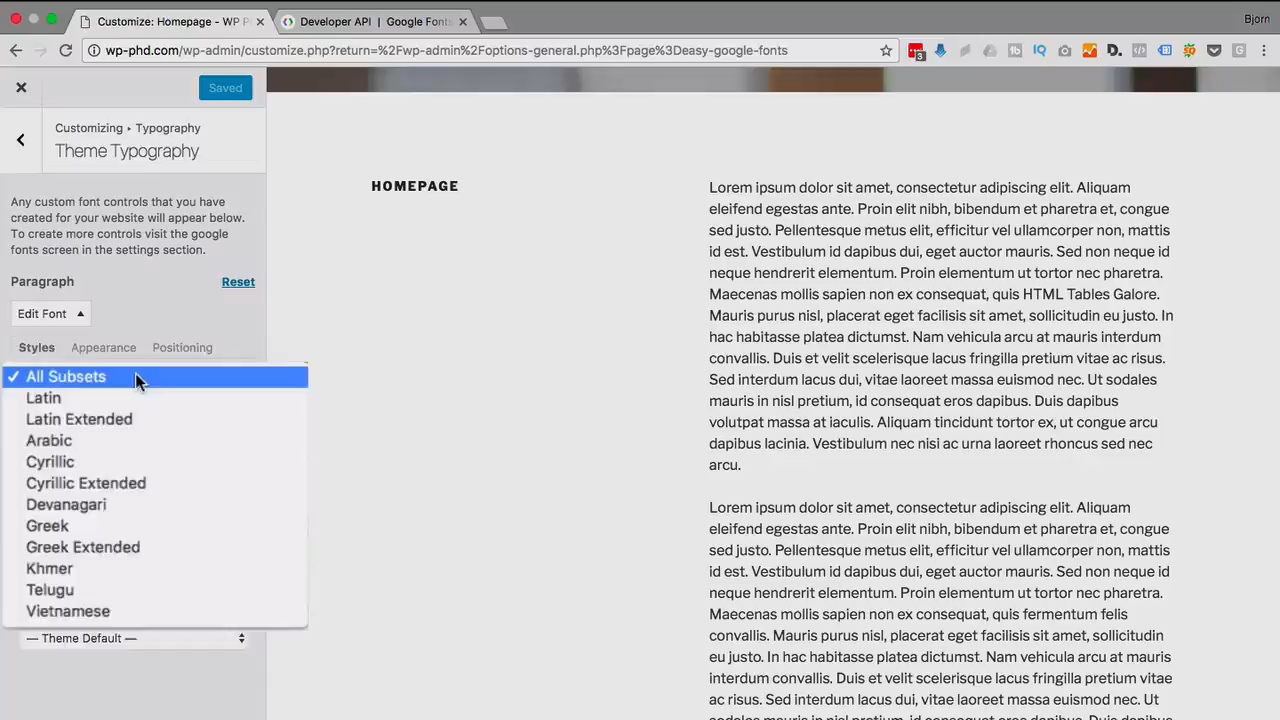 Customize: Homepage - WP P
Developer API | Google Fonts
Bjorn
wp-phd.com/wp-admin/customize.php?return=%2Fwp-admin%2Foptions-general.php%3Fpage%3Deasy-google-fonts
3
Saved
Customizing ▸ Typography
Theme Typography
Any custom font controls that you have
created for your website will appear below.
To create more controls visit the google
fonts screen in the settings section.
Paragraph
Reset
Edit Font
Styles Appearance Positioning
✓ All Subsets
Latin
Latin Extended
Arabic
Cyrillic
Cyrillic Extended
Devanagari
Greek
Greek Extended
Khmer
Telugu
Vietnamese
— Theme Default —
HOMEPAGE
Lorem ipsum dolor sit amet, consectetur adipiscing elit. Aliquam
eleifend egestas ante. Proin elit nibh, bibendum et pharetra et, congue
sed justo. Pellentesque metus elit, efficitur vel ullamcorper non, mattis
id est. Vestibulum id dapibus dui, eget auctor mauris. Sed non neque id
neque hendrerit elementum. Proin elementum ut tortor nec pharetra.
Maecenas mollis sapien non ex consequat, quis HTML Tables Galore.
Mauris purus nisl, placerat eget facilisis sit amet, sollicitudin eu justo. In
hac habitasse platea dictumst. Nam vehicula arcu at mauris interdum
convallis. Duis et velit scelerisque lacus fringilla pretium vitae ac risus.
Sed interdum lacus dui, vitae laoreet massa euismod nec. Ut sodales
mauris in nisl pretium, id consequat eros dapibus. Duis dapibus
volutpat massa at iaculis. Aliquam tincidunt tortor ex, ut congue arcu
dapibus lacinia. Vestibulum nec nisi ac urna laoreet rhoncus sed nec
arcu.
Lorem ipsum dolor sit amet, consectetur adipiscing elit. Aliquam
eleifend egestas ante. Proin elit nibh, bibendum et pharetra et, congue
sed justo. Pellentesque metus elit, efficitur vel ullamcorper non, mattis
id est. Vestibulum id dapibus dui, eget auctor mauris. Sed non neque id
neque hendrerit elementum. Proin elementum ut tortor nec pharetra.
Maecenas mollis sapien non ex consequat, quis fermentum felis
convallis. Mauris purus nisl, placerat eget facilisis sit amet, sollicitudin
eu justo. In hac habitasse platea dictumst. Nam vehicula arcu at mauris
interdum convallis. Duis et velit scelerisque lacus fringilla pretium vitae
ac risus. Sed interdum lacus dui, vitae laoreet massa euismod nec. Ut